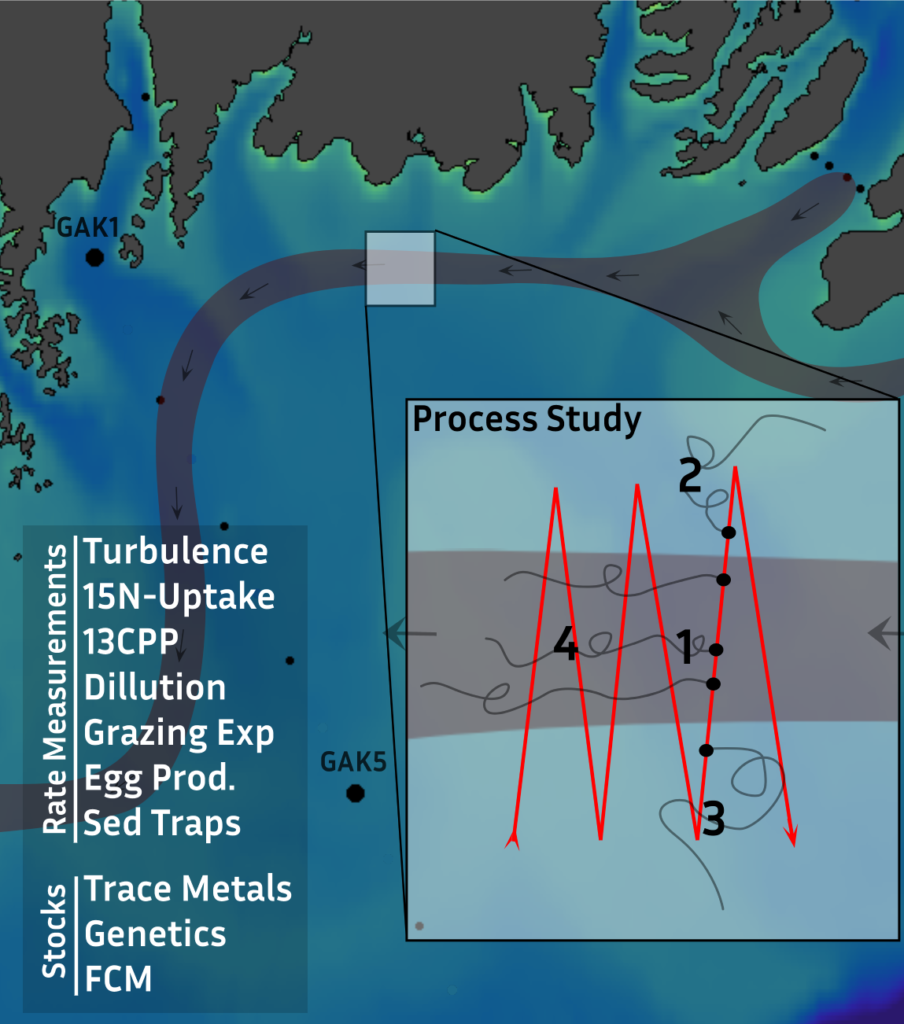 GAK1
Process Study
2
4
1
3
GAK5
Rate Measurements
Turbulence
15N-Uptake
13CPP
Dillution
Grazing Exp
Egg Prod.
Sed Traps
Stocks
Trace Metals
Genetics
FCM